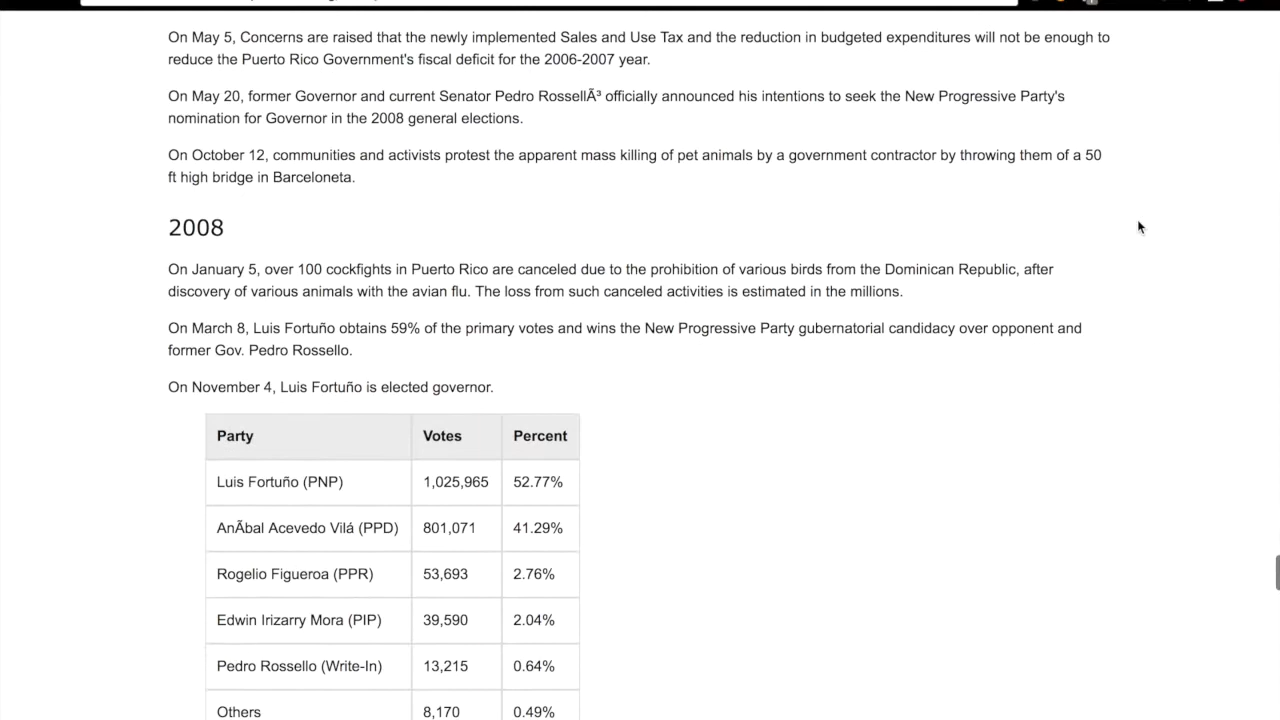 On May 5, Concerns are raised that the newly implemented Sales and Use Tax and the reduction in budgeted expenditures will not be enough to
reduce the Puerto Rico Government's fiscal deficit for the 2006-2007 year.
On May 20, former Governor and current Senator Pedro RossellÃ³ officially announced his intentions to seek the New Progressive Party's
nomination for Governor in the 2008 general elections.
On October 12, communities and activists protest the apparent mass killing of pet animals by a government contractor by throwing them of a 50
ft high bridge in Barceloneta.
2008
On January 5, over 100 cockfights in Puerto Rico are canceled due to the prohibition of various birds from the Dominican Republic, after
discovery of various animals with the avian flu. The loss from such canceled activities is estimated in the millions.
On March 8, Luis Fortuño obtains 59% of the primary votes and wins the New Progressive Party gubernatorial candidacy over opponent and
former Gov. Pedro Rossello.
On November 4, Luis Fortuño is elected governor.
Party Votes Percent
Luis Fortuño (PNP) 1,025,965 52.77%
AnÃbal Acevedo Vilá (PPD) 801,071 41.29%
Rogelio Figueroa (PPR) 53,693 2.76%
Edwin Irizarry Mora (PIP) 39,590 2.04%
Pedro Rossello (Write-In) 13,215 0.64%
Others 8,170 0.49%